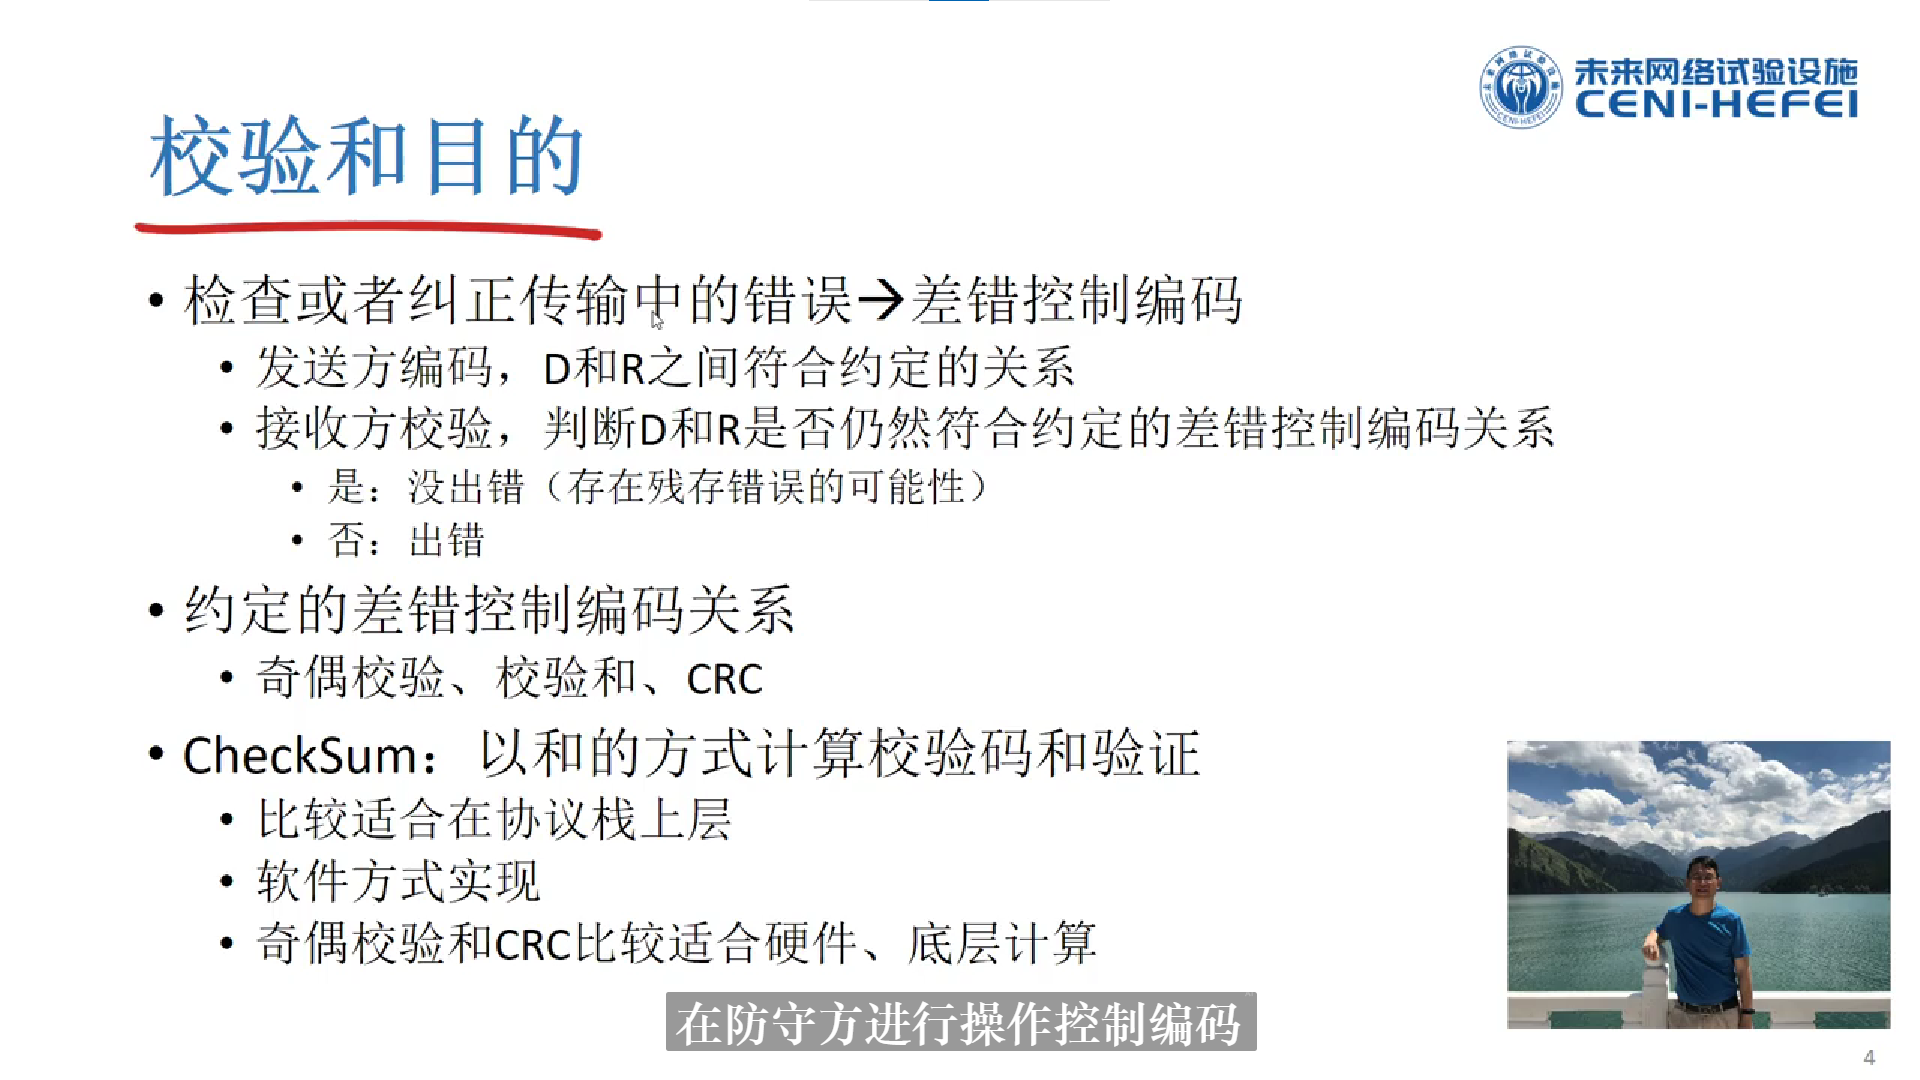 未来网络试验设施
CENI-HEFEI
校验和目的
• 检查或者纠正传输中的错误→差错控制编码
• 发送方编码，D和R之间符合约定的关系
• 接收方校验，判断D和R是否仍然符合约定的差错控制编码关系
• 是：没出错（存在残存错误的可能性）
• 否：出错
• 约定的差错控制编码关系
• 奇偶校验、校验和、CRC
• CheckSum：以和的方式计算校验码和验证
• 比较适合在协议栈上层
• 软件方式实现
• 奇偶校验和CRC比较适合硬件、底层计算
在防守方进行操作控制编码
4